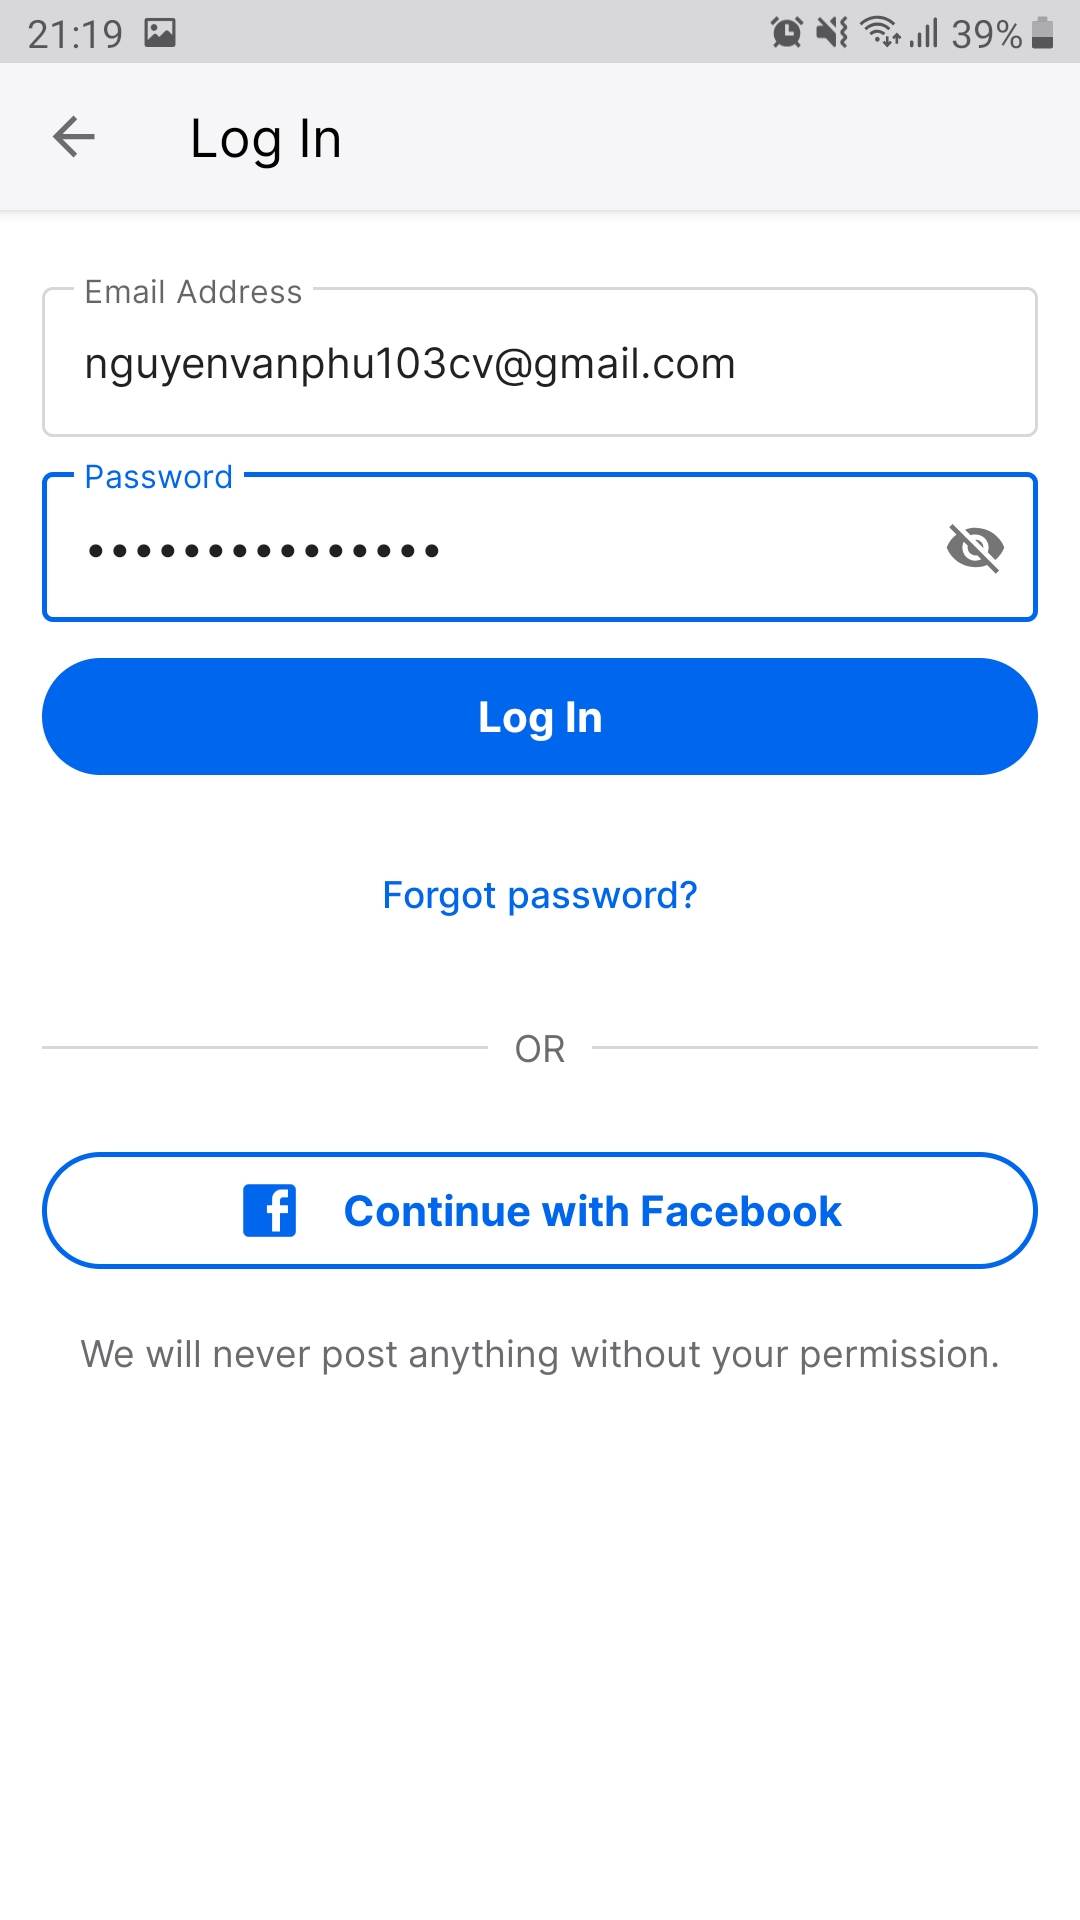 21:19 39%
Log In
Email Address
nguyenvanphu103cv@gmail.com
Password
•••••••••••••••
Log In
Forgot password?
OR
Continue with Facebook
We will never post anything without your permission.